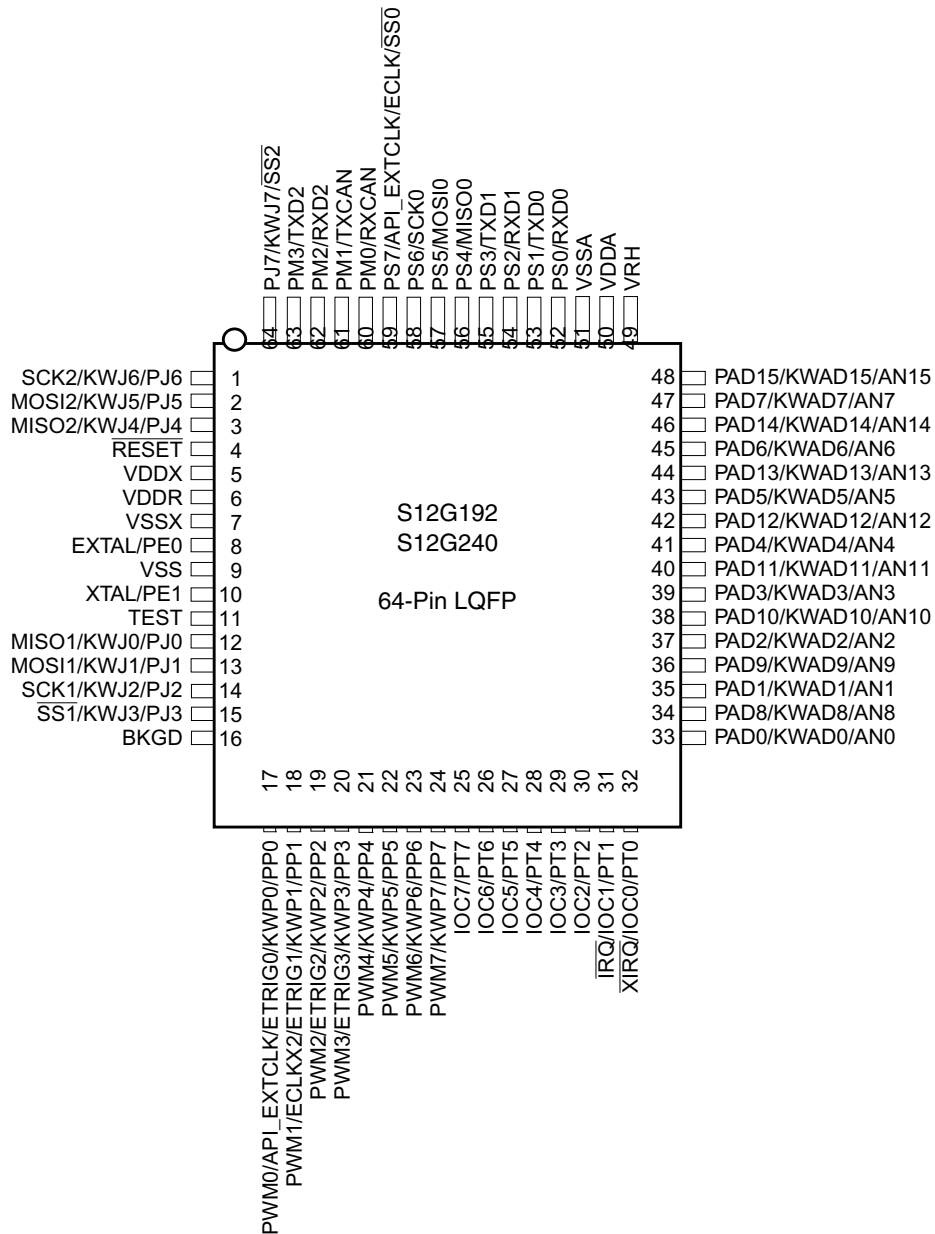 PJ7/KWJ7/SS2
PM3/TXD2
PM2/RXD2
PM1/TXCAN
PM0/RXCAN
PS7/API_EXTCLK/ECLK/SS0
PS6/SCK0
PS5/MOSI0
PS4/MISO0
PS3/TXD1
PS2/RXD1
PS1/TXD0
PS0/RXD0
VSSA
VDDA
VRH
64
63
62
61
60
59
58
57
56
55
54
53
52
51
50
49
SCK2/KWJ6/PJ6 1
MOSI2/KWJ5/PJ5 2
MISO2/KWJ4/PJ4 3
RESET 4
VDDX 5
VDDR 6
VSSX 7
EXTAL/PE0 8
VSS 9
XTAL/PE1 10
TEST 11
MISO1/KWJ0/PJ0 12
MOSI1/KWJ1/PJ1 13
SCK1/KWJ2/PJ2 14
SS1/KWJ3/PJ3 15
BKGD 16
S12G192
S12G240
64-Pin LQFP
48 PAD15/KWAD15/AN15
47 PAD7/KWAD7/AN7
46 PAD14/KWAD14/AN14
45 PAD6/KWAD6/AN6
44 PAD13/KWAD13/AN13
43 PAD5/KWAD5/AN5
42 PAD12/KWAD12/AN12
41 PAD4/KWAD4/AN4
40 PAD11/KWAD11/AN11
39 PAD3/KWAD3/AN3
38 PAD10/KWAD10/AN10
37 PAD2/KWAD2/AN2
36 PAD9/KWAD9/AN9
35 PAD1/KWAD1/AN1
34 PAD8/KWAD8/AN8
33 PAD0/KWAD0/AN0
17
18
19
20
21
22
23
24
25
26
27
28
29
30
31
32
PWM0/API_EXTCLK/ETRIG0/KWP0/PP0
PWM1/ECLKX2/ETRIG1/KWP1/PP1
PWM2/ETRIG2/KWP2/PP2
PWM3/ETRIG3/KWP3/PP3
PWM4/KWP4/PP4
PWM5/KWP5/PP5
PWM6/KWP6/PP6
PWM7/KWP7/PP7
IOC7/PT7
IOC6/PT6
IOC5/PT5
IOC4/PT4
IOC3/PT3
IOC2/PT2
IRQ/IOC1/PT1
XIRQ/IOC0/PT0